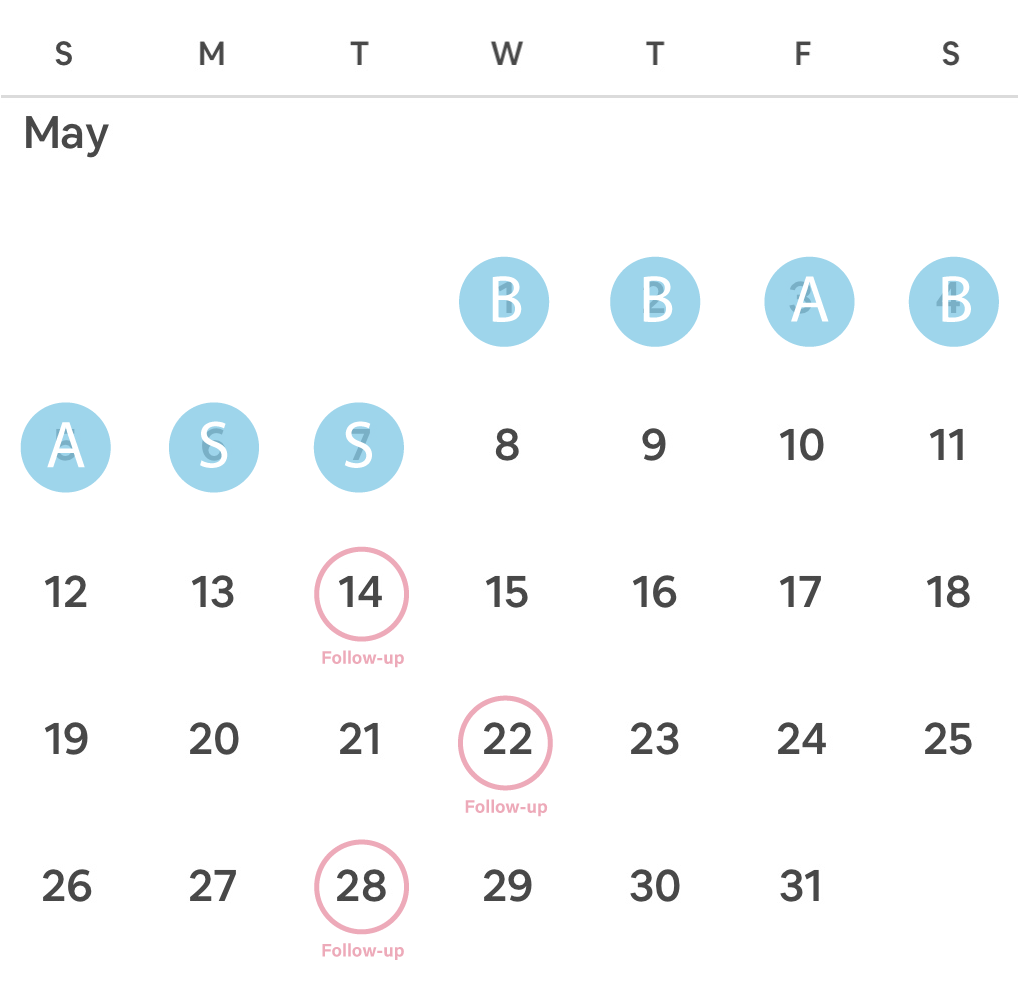 S M T W T F S
May
B B A B
A S S 8 9 10 11
12 13 14 15 16 17 18
Follow-up
19 20 21 22 23 24 25
Follow-up
26 27 28 29 30 31
Follow-up